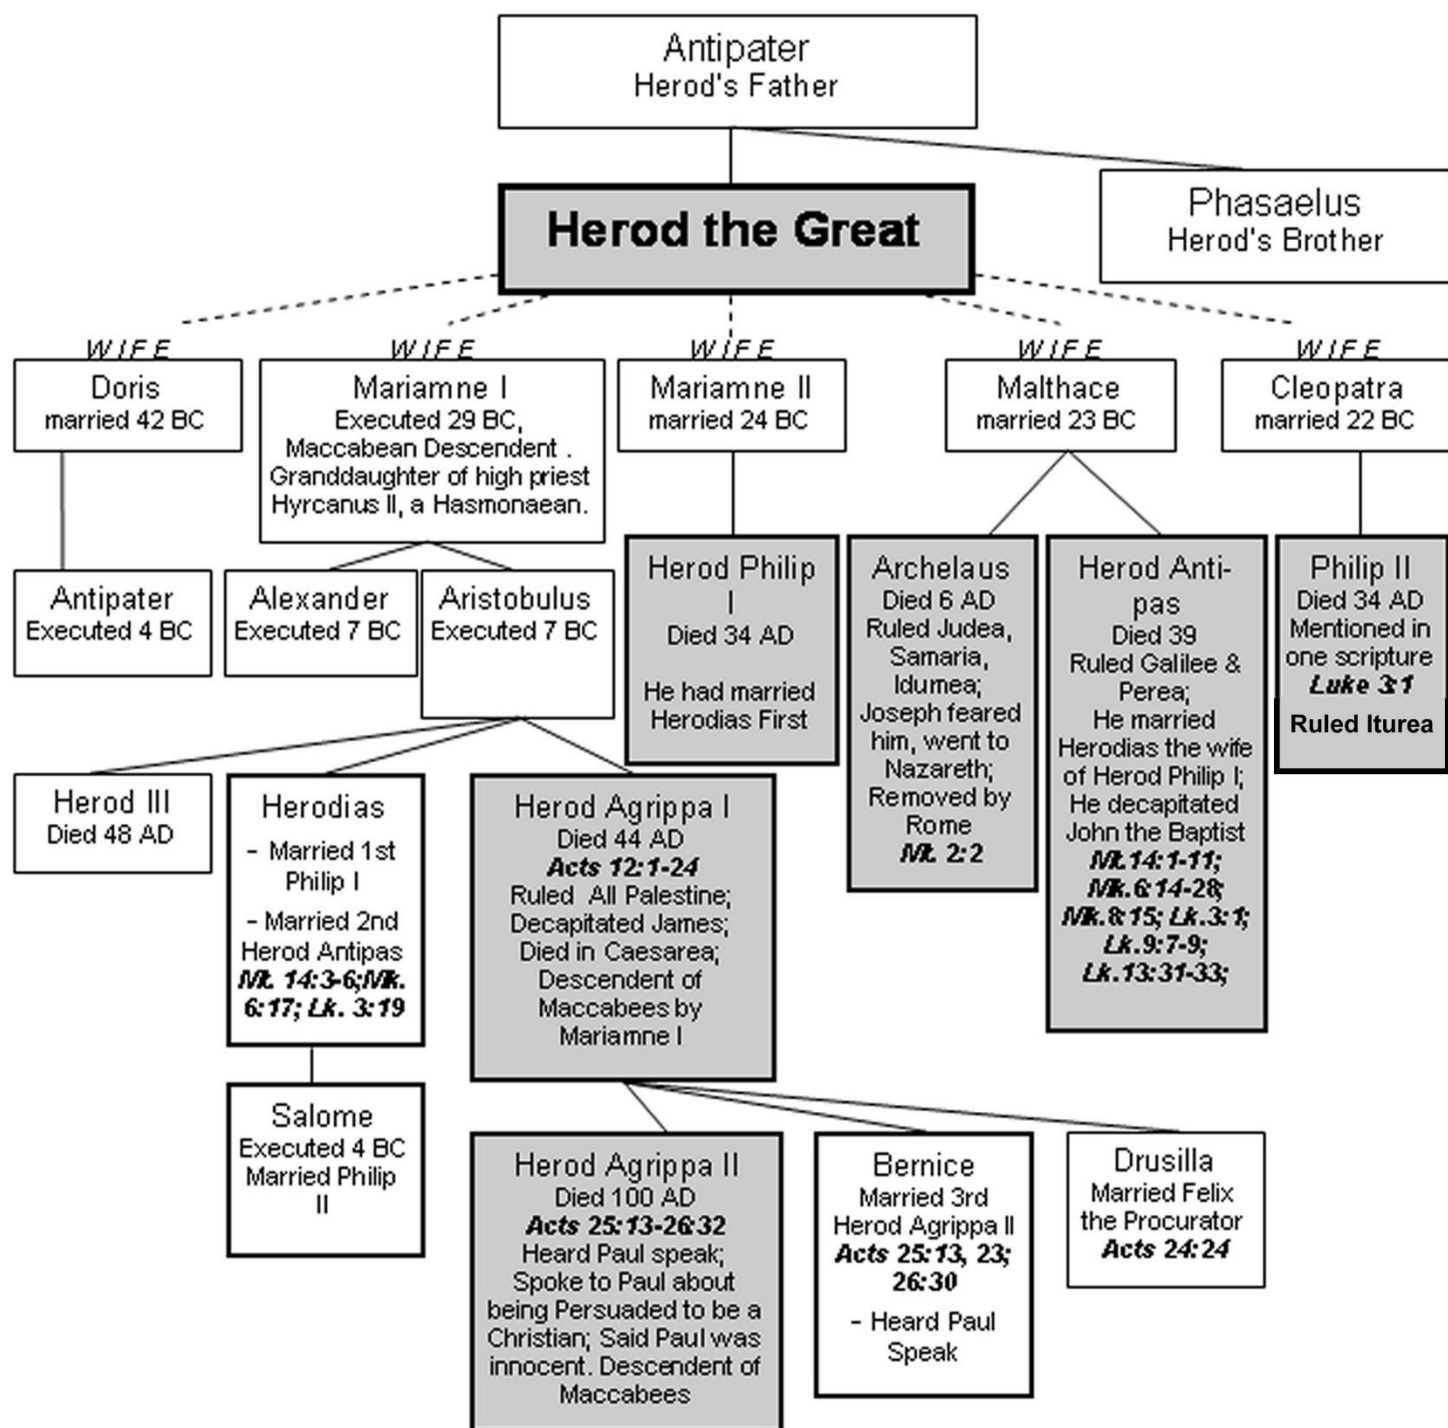 Antipater
Herod's Father
Herod the Great
Phasaelus
Herod's Brother
WIFE
Doris
married 42 BC
WIFE
Mariamne I
Executed 29 BC,
Maccabean Descendent .
Granddaughter of high priest
Hyrcanus II, a Hasmonaean.
WIFE
Mariamne II
married 24 BC
WIFE
Malthace
married 23 BC
WIFE
Cleopatra
married 22 BC
Antipater
Executed 4 BC
Alexander
Executed 7 BC
Aristobulus
Executed 7 BC
Herod Philip
I
Died 34 AD
He had married
Herodias First
Archelaus
Died 6 AD
Ruled Judea,
Samaria,
Idumea;
Joseph feared
him, went to
Nazareth;
Removed by
Rome
Mt. 2:2
Herod Anti-
pas
Died 39
Ruled Galilee &
Perea;
He married
Herodias the wife
of Herod Philip I;
He decapitated
John the Baptist
Mt.14:1-11;
Mk.6:14-28;
Mk.8:15; Lk.3:1;
Lk.9:7-9;
Lk.13:31-33;
Philip II
Died 34 AD
Mentioned in
one scripture
Luke 3:1
Ruled Iturea
Herod III
Died 48 AD
Herodias
- Married 1st
Philip I
- Married 2nd
Herod Antipas
Mt. 14:3-6;Mk.
6:17; Lk. 3:19
Herod Agrippa I
Died 44 AD
Acts 12:1-24
Ruled All Palestine;
Decapitated James;
Died in Caesarea;
Descendent of
Maccabees by
Mariamne I
Salome
Executed 4 BC
Married Philip
II
Herod Agrippa II
Died 100 AD
Acts 25:13-26:32
Heard Paul speak;
Spoke to Paul about
being Persuaded to be a
Christian; Said Paul was
innocent. Descendent of
Maccabees
Bernice
Married 3rd
Herod Agrippa II
Acts 25:13, 23;
26:30
- Heard Paul
Speak
Drusilla
Married Felix
the Procurator
Acts 24:24